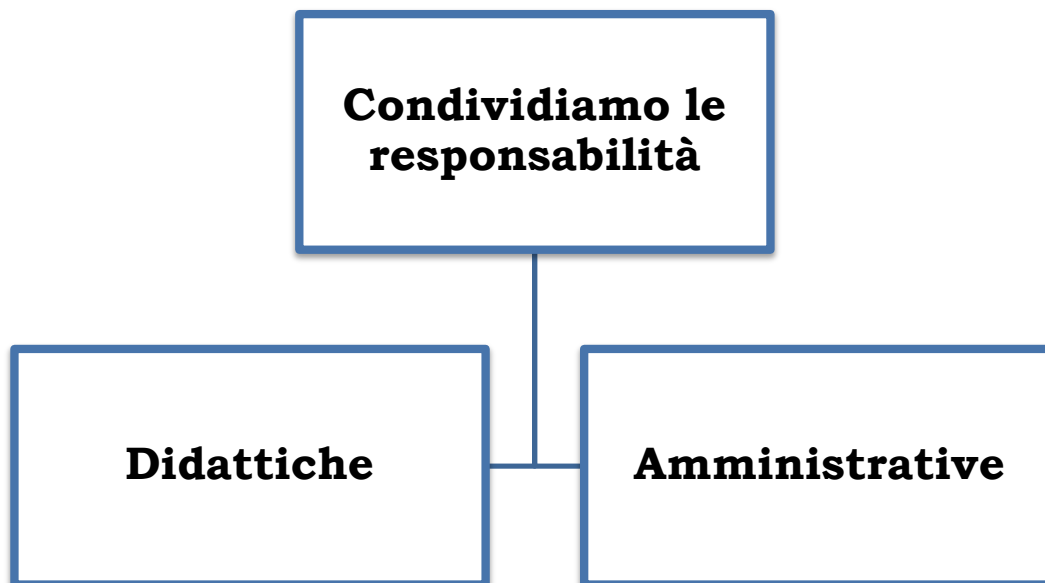 Condividiamo le
responsabilità
Didattiche
Amministrative